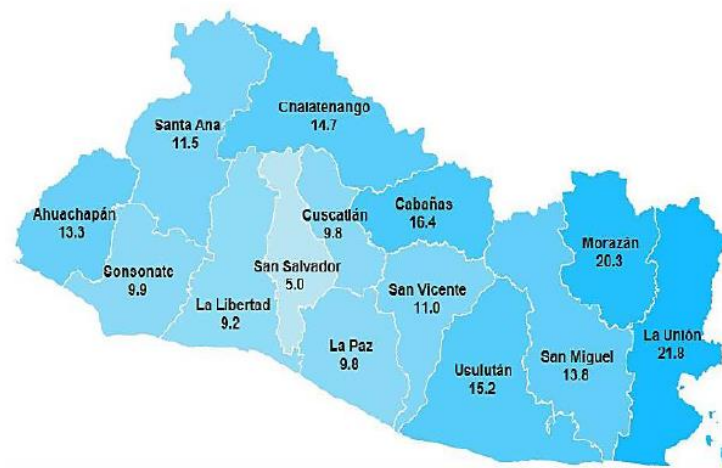 Chalatenango
14.7
Santa Ana
11.5
Ahuachapán
13.3
Cuscatlán
9.8
Cabañas
16.4
Morazán
20.3
Sonsonate
9.9
San Salvador
5.0
La Libertad
9.2
San Vicente
11.0
La Paz
9.8
Usulután
15.2
San Miguel
13.8
La Unión
21.8